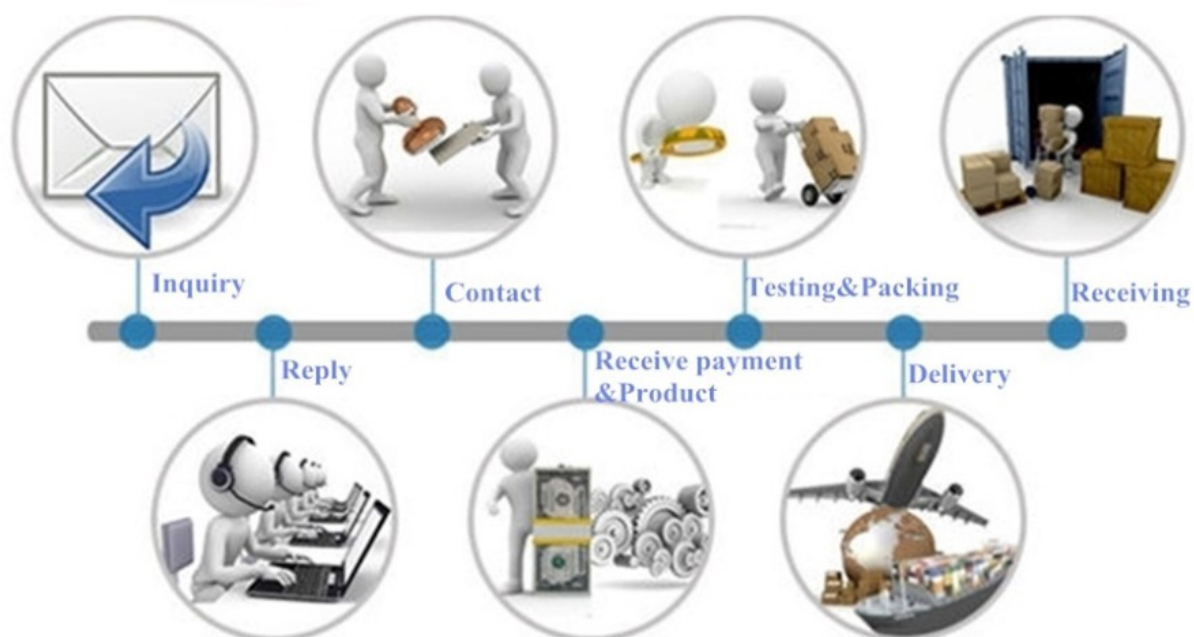 Inquiry
Reply
Contact
Receive payment
&Product
Testing&Packing
Delivery
Receiving